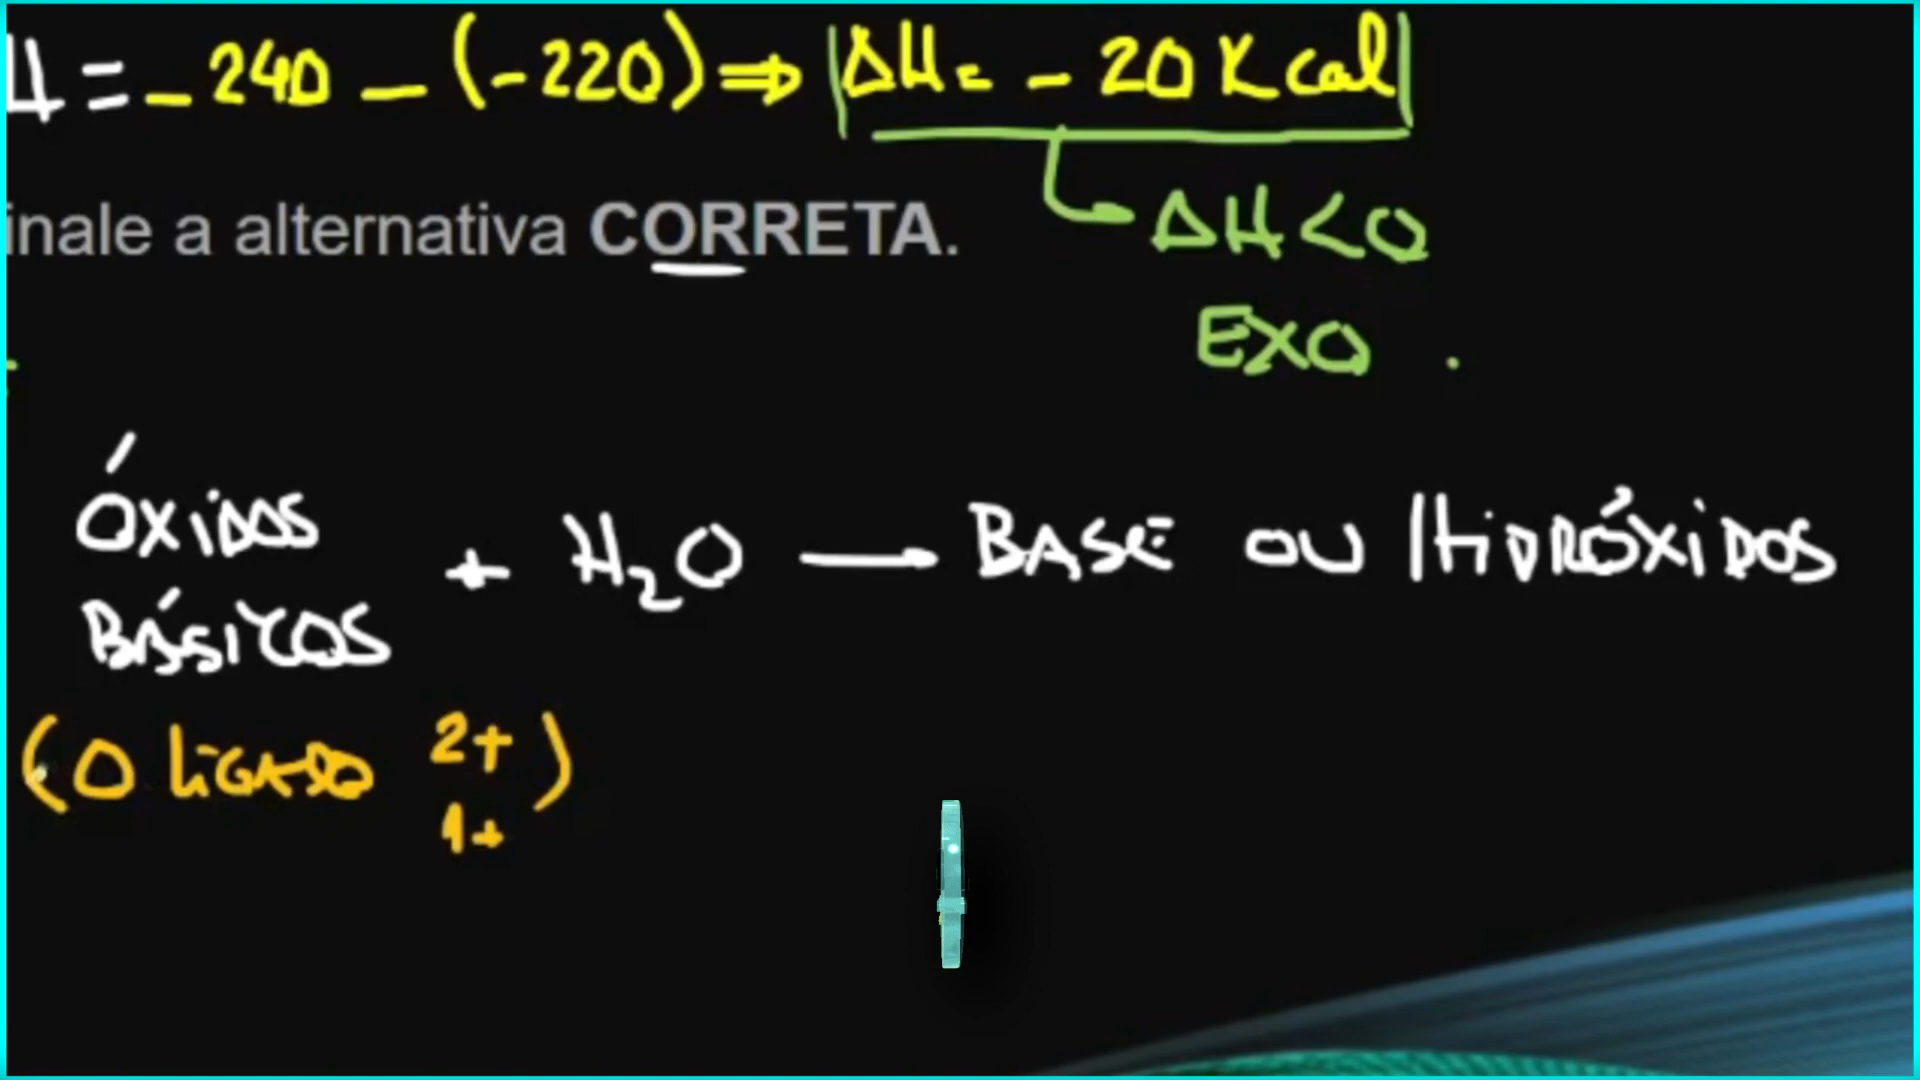 H = - 240 - (-220) ⇒ ΔH = - 20 Kcal
inale a alternativa CORRETA.
ΔH < 0
EXO .
ÓXIDOS
BÁSICOS
+ H₂O → BASE OU HIDRÓXIDOS
(O LIGADO 2+ )
1+